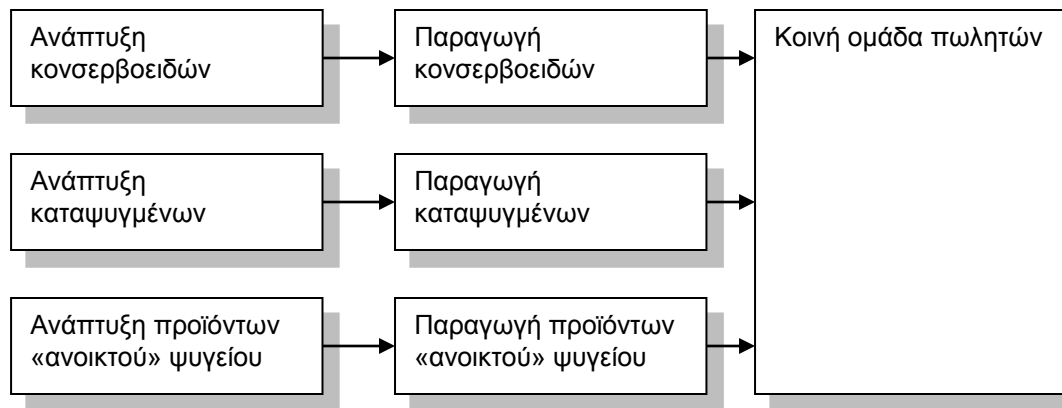 Ανάπτυξη
κονσερβοειδών
Παραγωγή
κονσερβοειδών
Κοινή ομάδα πωλητών
Ανάπτυξη
καταψυγμένων
Παραγωγή
καταψυγμένων
Ανάπτυξη προϊόντων
«ανοικτού» ψυγείου
Παραγωγή προϊόντων
«ανοικτού» ψυγείου